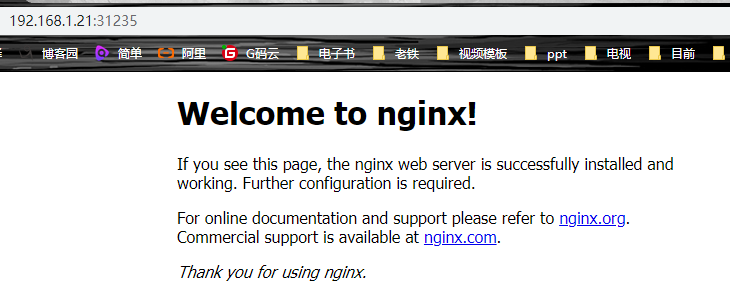 192.168.1.21:31235
博客园 简单 阿里 G码云 电子书 老铁 视频模板 ppt 电视 目前
Welcome to nginx!
If you see this page, the nginx web server is successfully installed and
working. Further configuration is required.
For online documentation and support please refer to nginx.org.
Commercial support is available at nginx.com.
Thank you for using nginx.